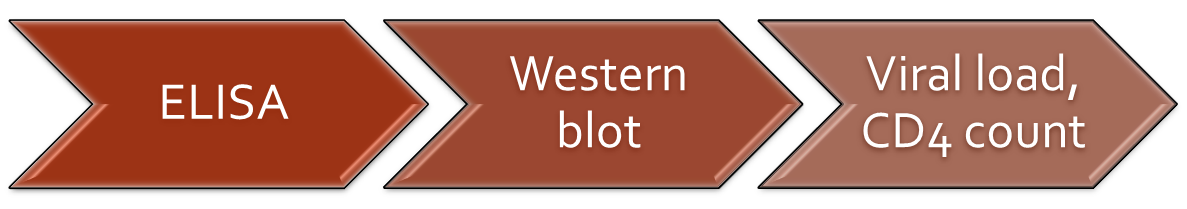 ELISA
Western
blot
Viral load,
CD4 count